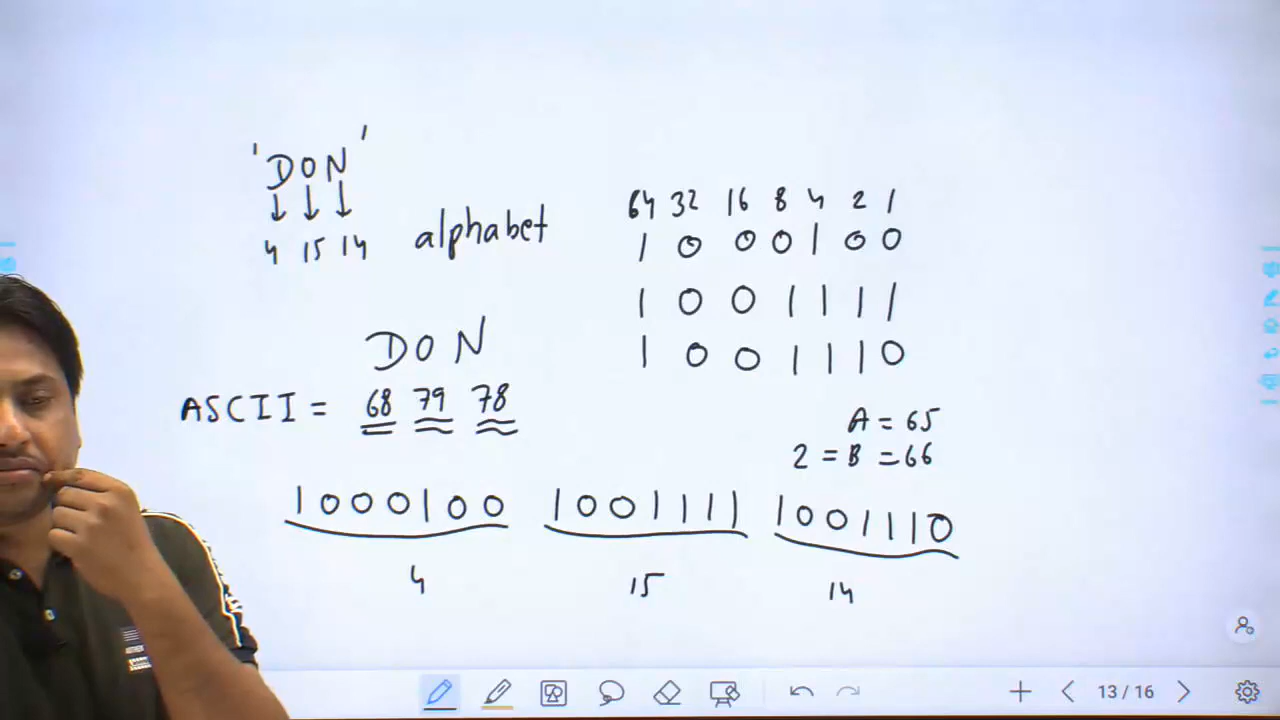 'DON'
4 15 14 alphabet
64 32 16 8 4 2 1
1 0 0 0 1 0 0
1 0 0 1 1 1 1
1 0 0 1 1 1 0
DON
ASCII = 68 79 78
A = 65
2 = B = 66
1000100 1001111 1001110
4 15 14
13 / 16